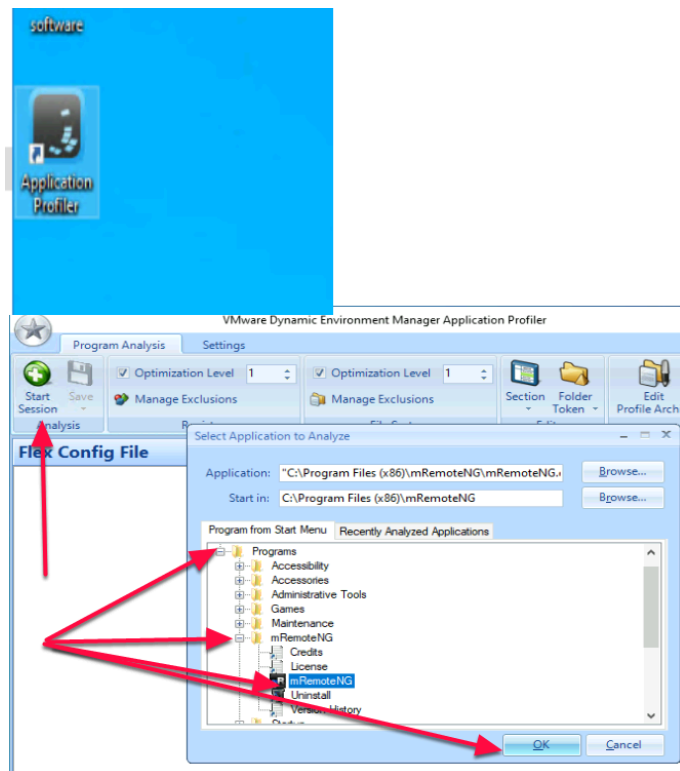 software
Application
Profiler
VMware Dynamic Environment Manager Application Profiler
Program Analysis Settings
Optimization Level 1 Optimization Level 1
Manage Exclusions Manage Exclusions
Start Save Section Folder Edit
Session Token Profile Arch
Analysis
Flex Config File
Select Application to Analyze
Application: "C:\Program Files (x86)\mRemoteNG\mRemoteNG. Browse...
Start in: C:\Program Files (x86)\mRemoteNG Browse...
Program from Start Menu Recently Analyzed Applications
Programs
Accessibility
Accessories
Administrative Tools
Games
Maintenance
mRemoteNG
Credits
License
mRemoteNG
Uninstall
Version History
OK Cancel